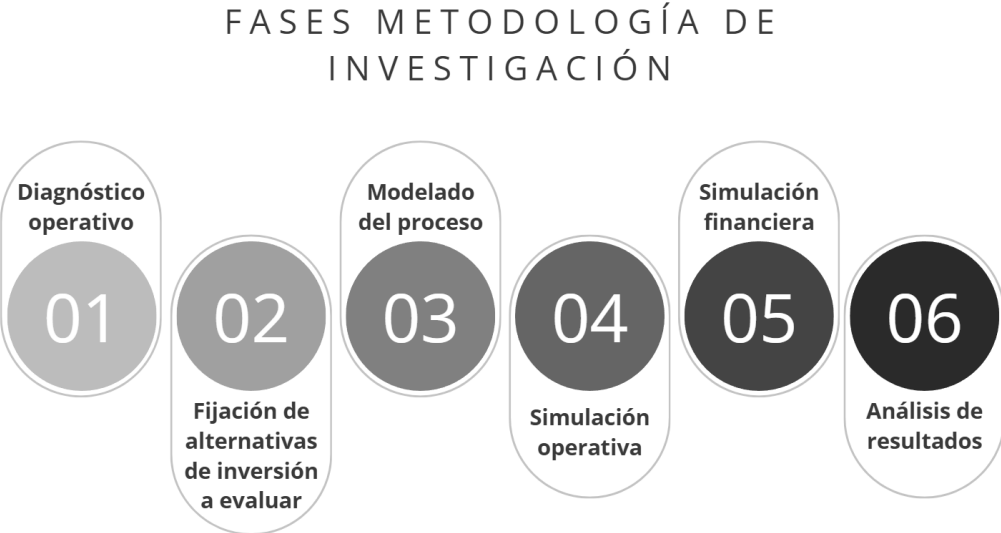 FASES METODOLOGÍA DE
INVESTIGACIÓN
Diagnóstico
operativo
01
02
Fijación de
alternativas
de inversión
a evaluar
Modelado
del proceso
03
04
Simulación
operativa
Simulación
financiera
05
06
Análisis de
resultados